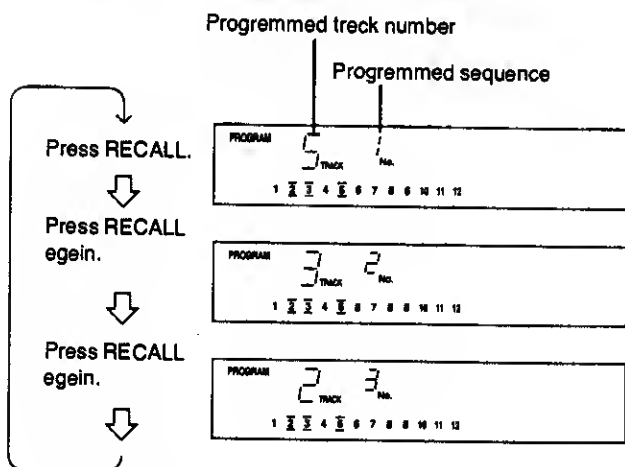 Progremmed treck number
Progremmed sequence
Press RECALL.
PROGRAM 5 TRACK 1 No.
1 2 3 4 5 6 7 8 9 10 11 12
Press RECALL
egein.
PROGRAM 3 TRACK 2 No.
1 2 3 4 5 6 7 8 9 10 11 12
Press RECALL
egein.
PROGRAM 2 TRACK 3 No.
1 2 3 4 5 6 7 8 9 10 11 12